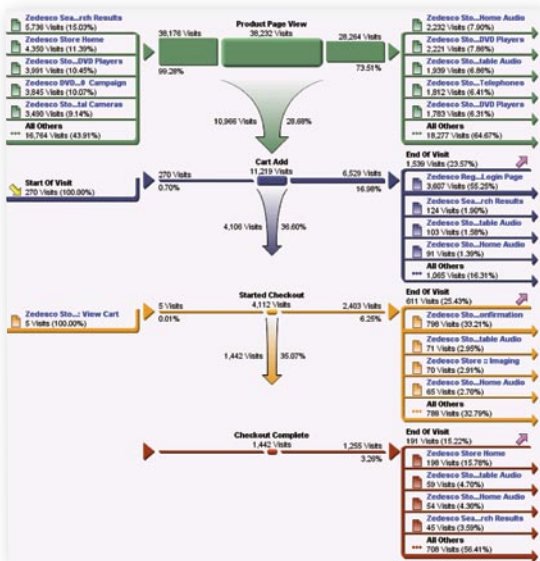 Product Page View
38,232 Visits
Zedesco Sea...rch Results
5,736 Visits (15.03%)
Zedesco Store Home
4,350 Visits (11.39%)
Zedesco Sto...DVD Players
3,991 Visits (10.45%)
Zedesco DVD...® Campaign
3,845 Visits (10.07%)
Zedesco Sto...tal Cameras
3,490 Visits (9.14%)
All Others
16,764 Visits (43.91%)
38,176 Visits
99.28%
28,264 Visits
73.51%
Zedesco Sto...Home Audio
2,232 Visits (7.90%)
Zedesco Sto...DVD Players
2,221 Visits (7.86%)
Zedesco Sto...table Audio
1,939 Visits (6.86%)
Zedesco Sto...Telephones
1,812 Visits (6.41%)
Zedesco Sto...DVD Players
1,783 Visits (6.31%)
All Others
18,277 Visits (64.67%)
10,966 Visits
28.68%
Cart Add
11,219 Visits
Start Of Visit
270 Visits (100.00%)
270 Visits
0.70%
6,529 Visits
16.98%
End Of Visit
1,539 Visits (23.57%)
Zedesco Reg...Login Page
3,607 Visits (55.25%)
Zedesco Sea...rch Results
124 Visits (1.90%)
Zedesco Sto...table Audio
103 Visits (1.58%)
Zedesco Sto...Home Audio
91 Visits (1.39%)
All Others
1,065 Visits (16.31%)
4,106 Visits
36.60%
Started Checkout
4,112 Visits
Zedesco Sto...: View Cart
5 Visits (100.00%)
5 Visits
0.01%
2,403 Visits
6.25%
End Of Visit
611 Visits (25.43%)
Zedesco Sto...onfirmation
798 Visits (33.21%)
Zedesco Sto...table Audio
71 Visits (2.95%)
Zedesco Store :: Imaging
70 Visits (2.91%)
Zedesco Sto...Home Audio
65 Visits (2.70%)
All Others
788 Visits (32.79%)
1,442 Visits
35.07%
Checkout Complete
1,442 Visits
1,255 Visits
3.26%
End Of Visit
191 Visits (15.22%)
Zedesco Store Home
198 Visits (15.78%)
Zedesco Sto...table Audio
59 Visits (4.70%)
Zedesco Sto...Home Audio
54 Visits (4.30%)
Zedesco Sea...rch Results
45 Visits (3.59%)
All Others
708 Visits (56.41%)